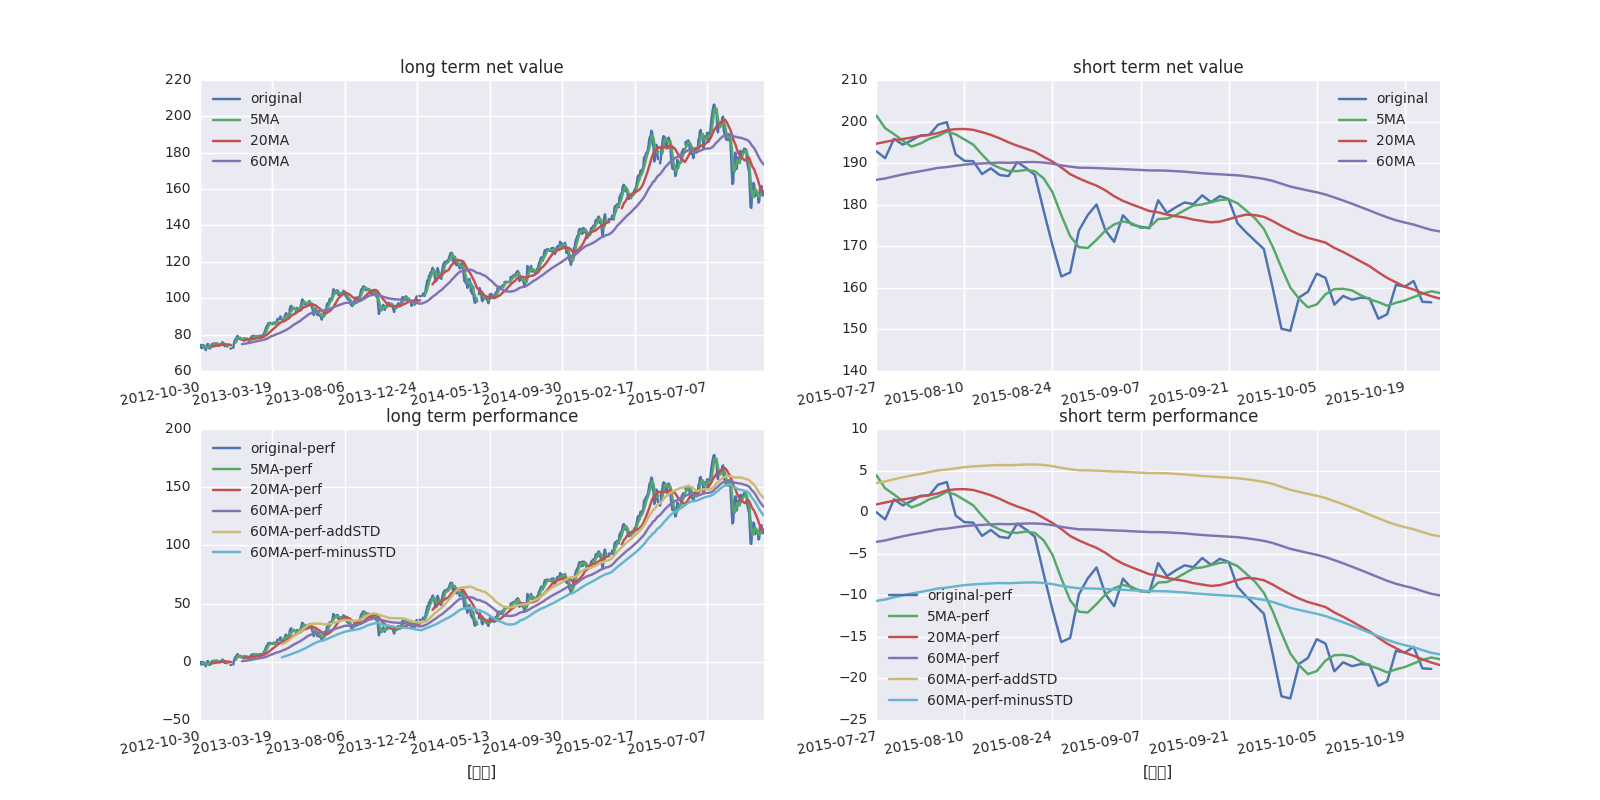 long term net value
220
200
180
160
140
120
100
80
60
original
5MA
20MA
60MA
2012-10-30 2013-03-19 2013-08-06 2013-12-24 2014-05-13 2014-09-30 2015-02-17 2015-07-07
short term net value
210
200
190
180
170
160
150
140
original
5MA
20MA
60MA
2015-07-27 2015-08-10 2015-08-24 2015-09-07 2015-09-21 2015-10-05 2015-10-19
long term performance
200
150
100
50
0
−50
original-perf
5MA-perf
20MA-perf
60MA-perf
60MA-perf-addSTD
60MA-perf-minusSTD
2012-10-30 2013-03-19 2013-08-06 2013-12-24 2014-05-13 2014-09-30 2015-02-17 2015-07-07
short term performance
10
5
0
−5
−10
−15
−20
−25
original-perf
5MA-perf
20MA-perf
60MA-perf
60MA-perf-addSTD
60MA-perf-minusSTD
2015-07-27 2015-08-10 2015-08-24 2015-09-07 2015-09-21 2015-10-05 2015-10-19